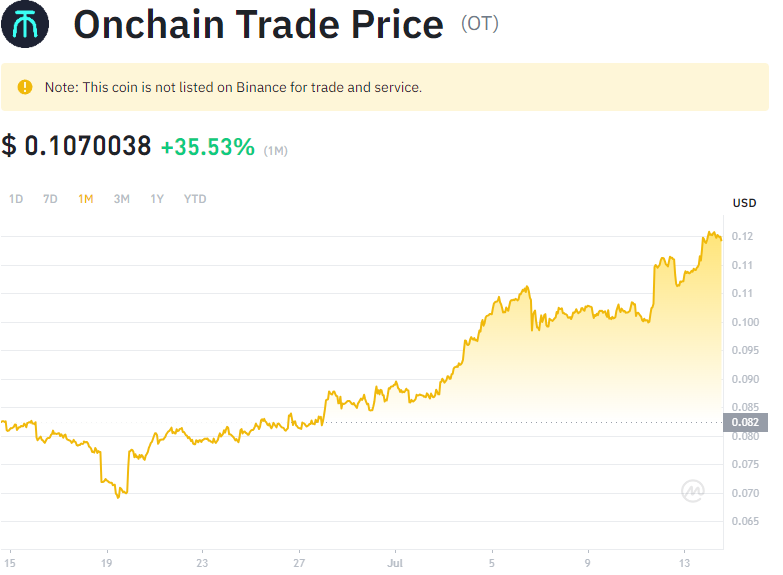 Onchain Trade Price (OT)
Note: This coin is not listed on Binance for trade and service.
$ 0.1070038 +35.53% (1M)
1D 7D 1M 3M 1Y YTD
USD
0.12
0.11
0.11
0.100
0.095
0.090
0.085
0.082
0.080
0.075
0.070
0.065
15 19 23 27 Jul 5 9 13